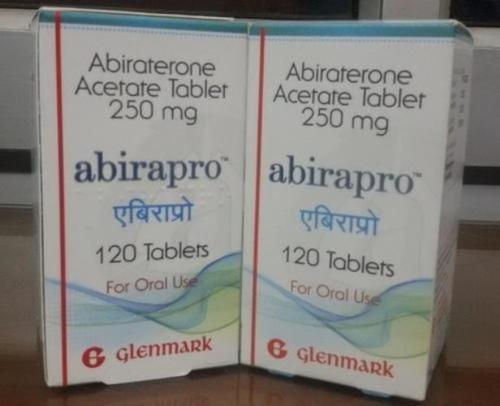 Abiraterone
Acetate Tablet
250 mg
abirapro™
एबिराप्रो
120 Tablets
For Oral Use
G GLENMARK
Abiraterone
Acetate Tablet
250 mg
abirapro™
एबिराप्रो
120 Tablets
For Oral Use
G GLENMARK